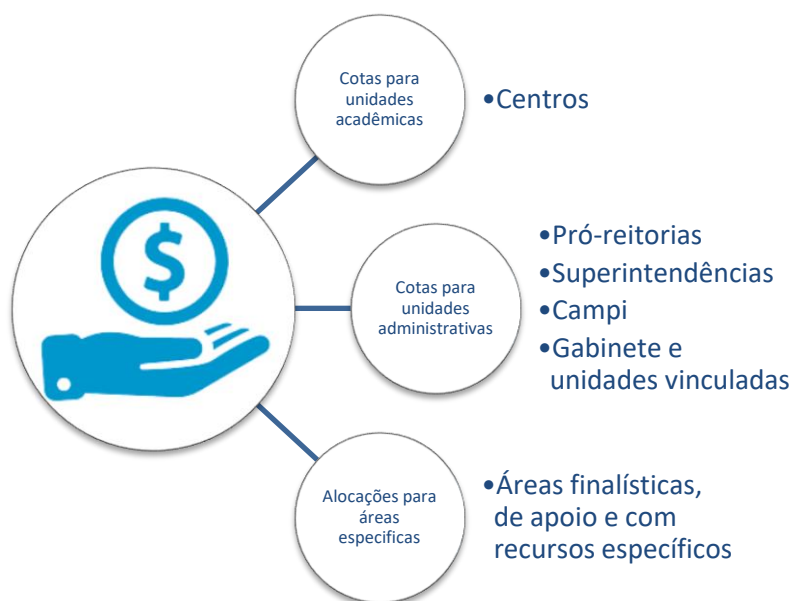 Cotas para
unidades
acadêmicas
•Centros
$
Cotas para
unidades
administrativas
•Pró-reitorias
•Superintendências
•Campi
•Gabinete e
unidades vinculadas
Alocações para
áreas
especificas
•Áreas finalísticas,
de apoio e com
recursos específicos